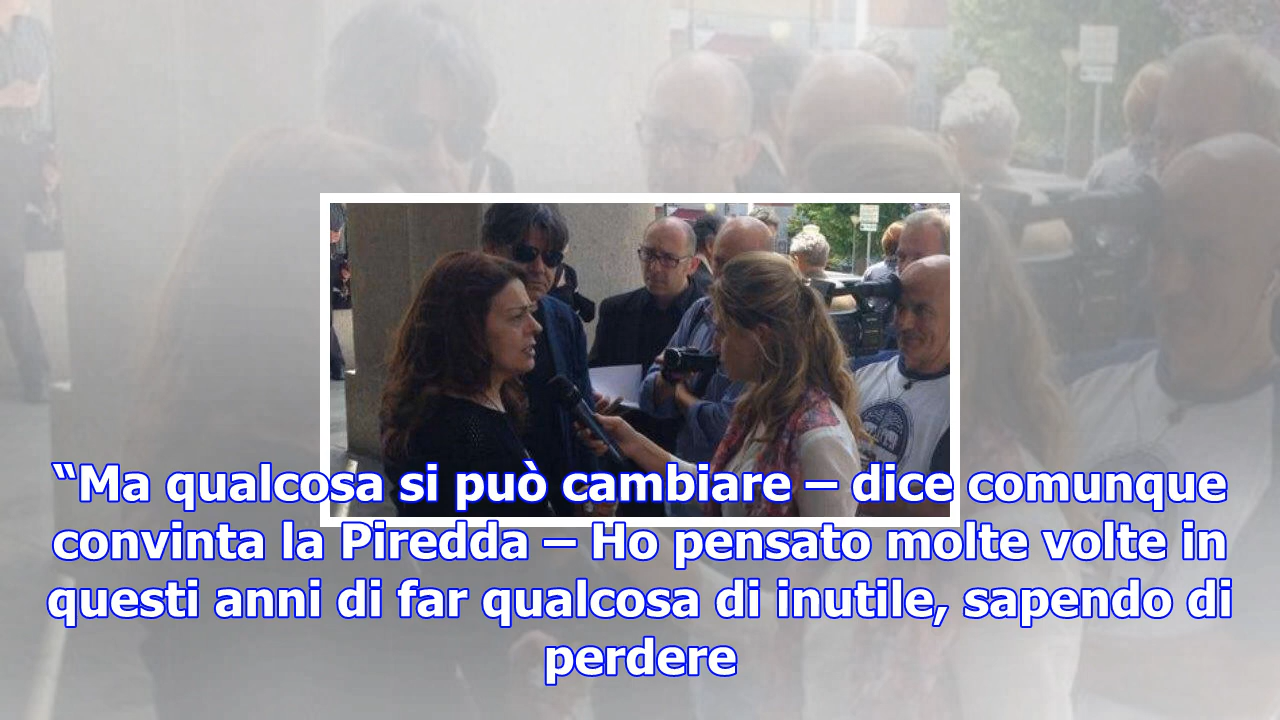 “Ma qualcosa si può cambiare – dice comunque
convinta la Piredda – Ho pensato molte volte in
questi anni di far qualcosa di inutile, sapendo di
perdere